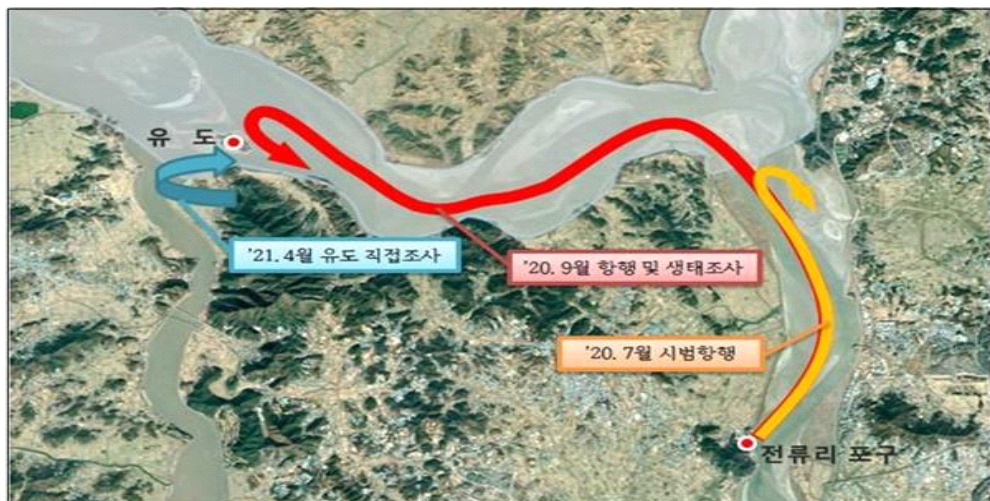 유 도
'21. 4월 유도 직접조사
'20. 9월 항행 및 생태조사
'20. 7월 시범항행
전류리 포구